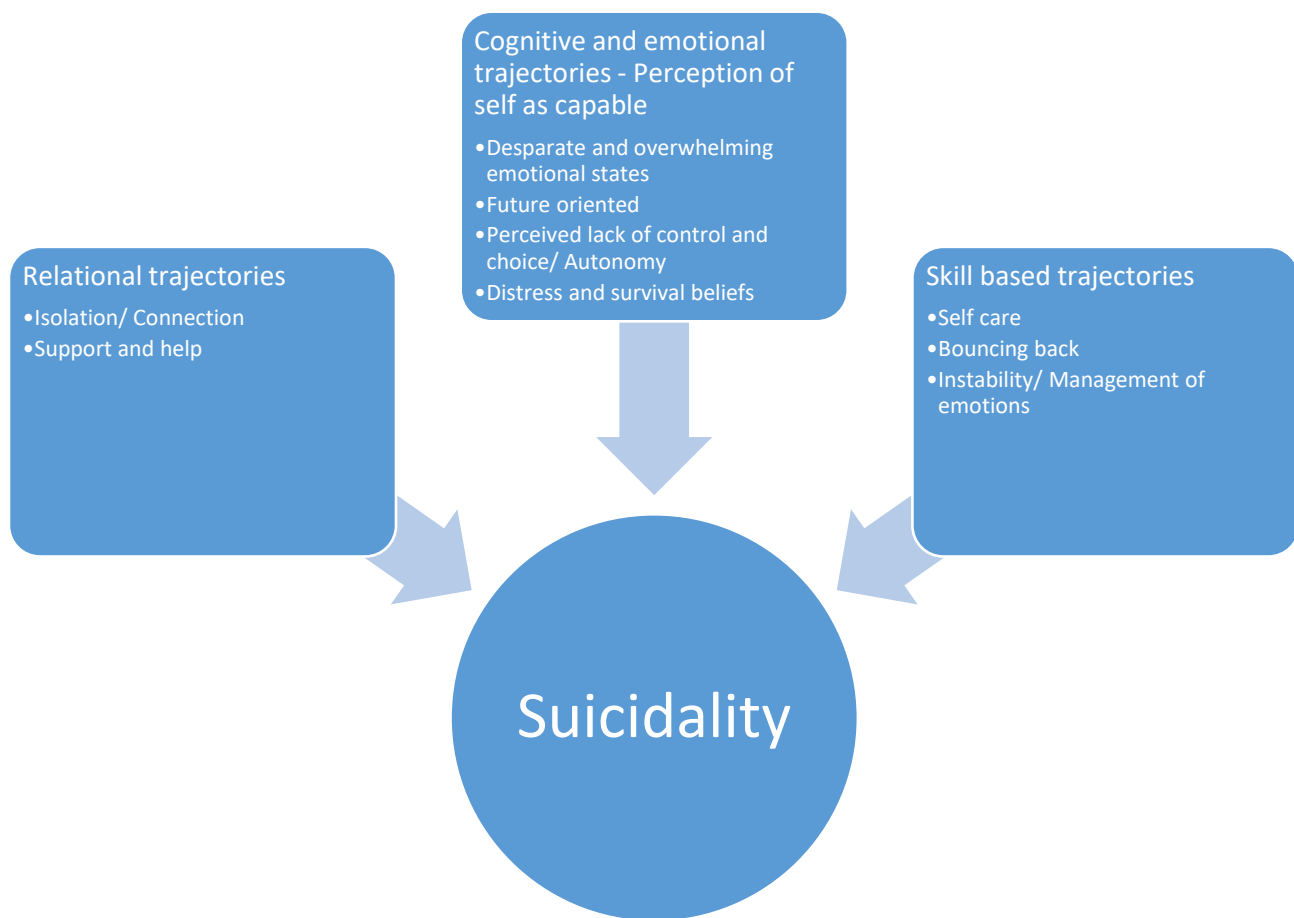 Cognitive and emotional
trajectories - Perception of
self as capable
•Desparate and overwhelming
emotional states
•Future oriented
•Perceived lack of control and
choice/ Autonomy
•Distress and survival beliefs
Relational trajectories
•Isolation/ Connection
•Support and help
Skill based trajectories
•Self care
•Bouncing back
•Instability/ Management of
emotions
Suicidality